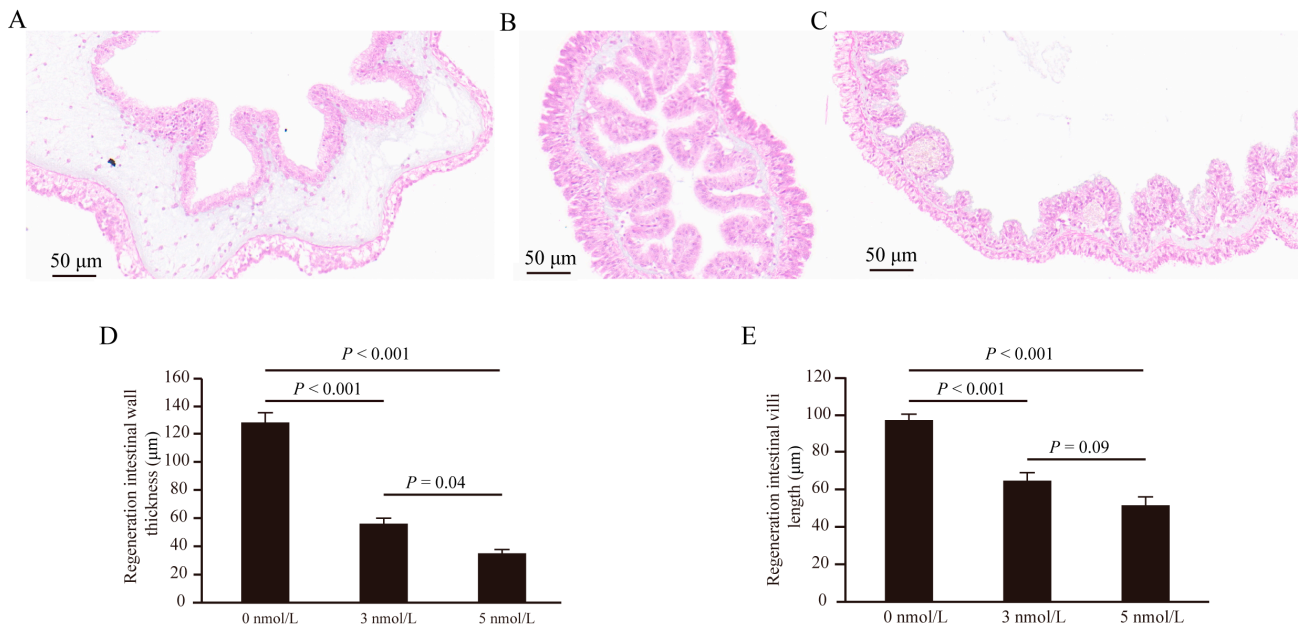 A
B
C
50 μm
50 μm
50 μm
D
E
P < 0.001
P < 0.001
P = 0.04
Regeneration intestinal wall
thickness (μm)
160
140
120
100
80
60
40
20
0
0 nmol/L
3 nmol/L
5 nmol/L
P < 0.001
P < 0.001
P = 0.09
Regeneration intestinal villi
length (μm)
120
100
80
60
40
20
0
0 nmol/L
3 nmol/L
5 nmol/L